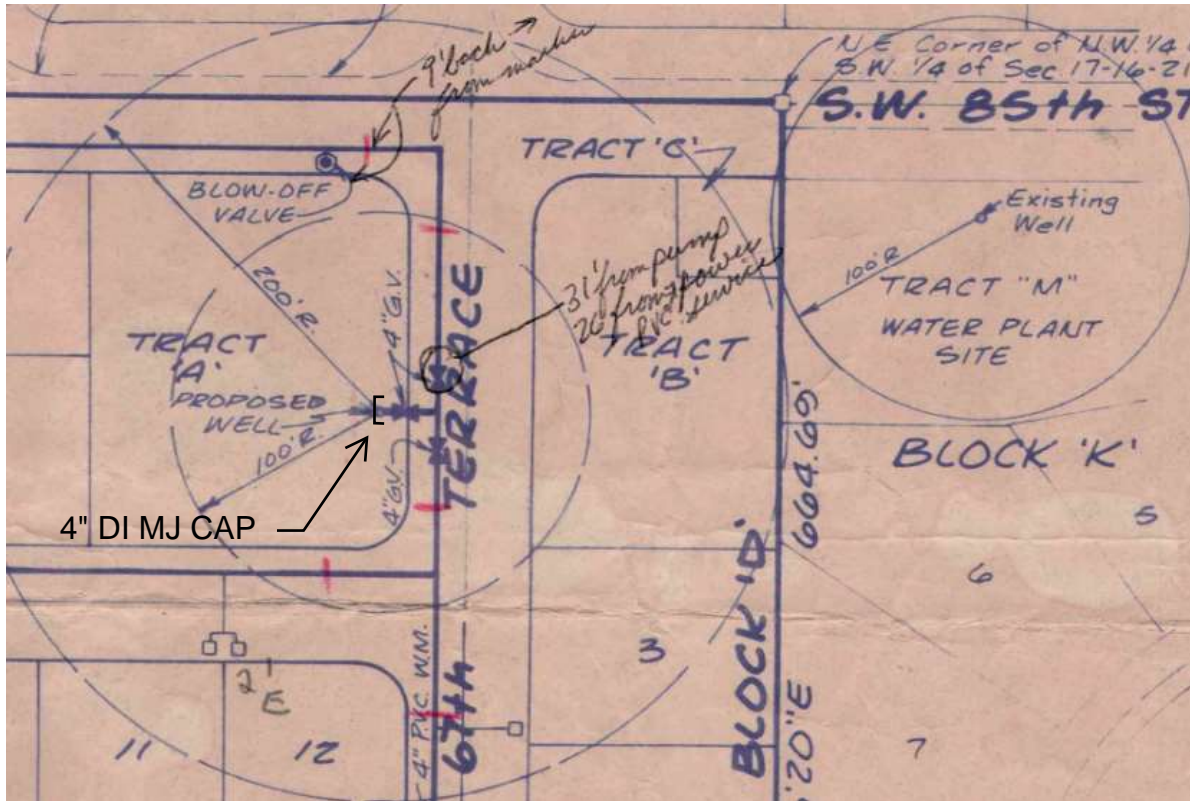 9' back
from marker
N.E. Corner of N.W. 1/4
S.W. 1/4 of Sec. 17-16-21
S.W. 85th ST
TRACT 'C'
BLOW-OFF
VALVE
Existing
Well
100' R
TRACT "M"
WATER PLANT
SITE
200' R.
4" G.V.
31' from pump
26' from power
PVC service
TRACT
'A'
TRACT
'B'
PROPOSED
WELL
100' R.
4" G.V.
67th TERRACE
4" DI MJ CAP
664.69'
BLOCK 'K'
5
6
BLOCK 'D'
3
4" P.V.C. W.M.
2' E
11
12
7
'20"E